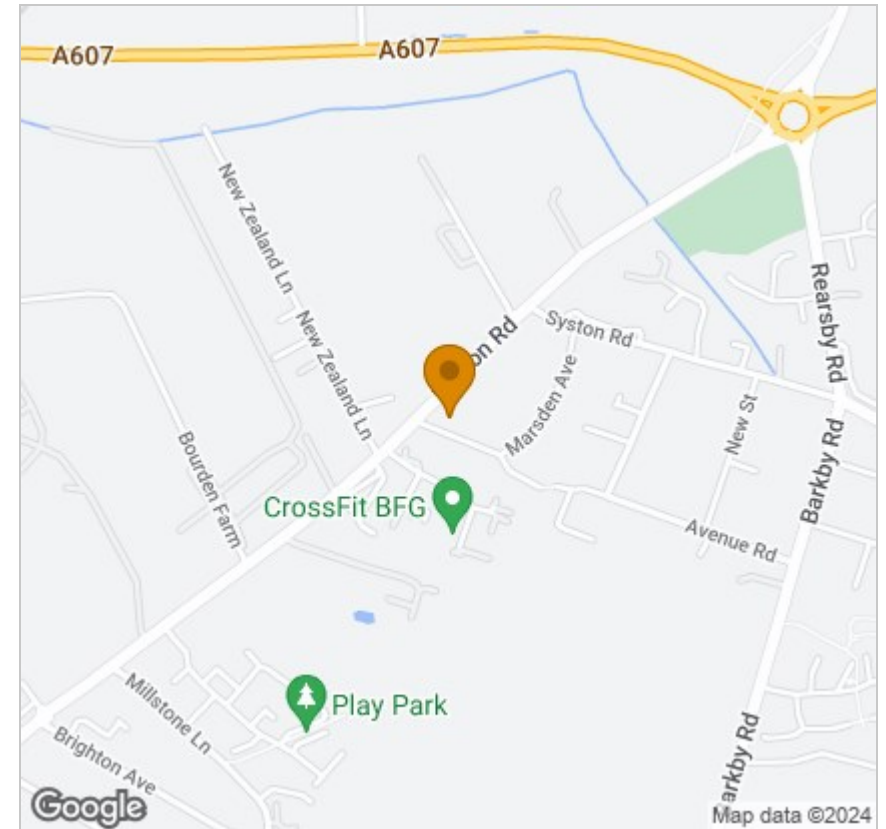 A607
A607
New Zealand Ln
New Zealand Ln
Rearsby Rd
Syston Rd
on Rd
Marsden Ave
New St
Bourden Farm
CrossFit BFG
Barkby Rd
Avenue Rd
Play Park
Millstone Ln
Brighton Ave
arkby Rd
Google
Map data ©2024